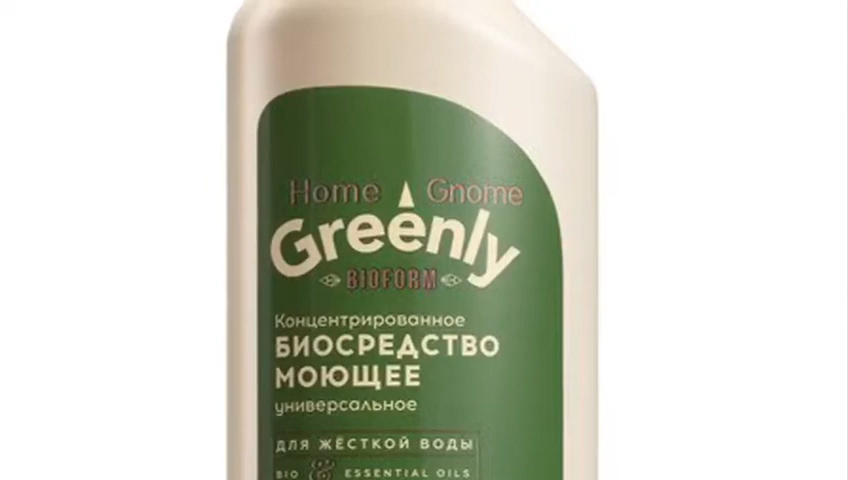 Home Gnome
Greenly
BIOFORM
Концентрированное
БИОСРЕДСТВО
МОЮЩЕЕ
универсальное
ДЛЯ ЖЁСТКОЙ ВОДЫ
BIO & ESSENTIAL OILS